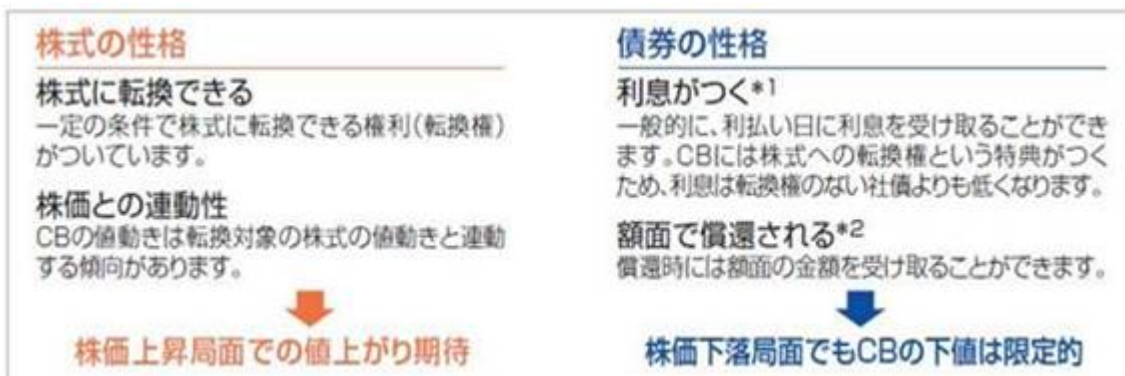 株式の性格
株式に転換できる
一定の条件で株式に転換できる権利(転換権)
がついています。
株価との連動性
CBの値動きは転換対象の株式の値動きと連動
する傾向があります。
株価上昇局面での値上がり期待
債券の性格
利息がつく*1
一般的に、利払い日に利息を受け取ることができ
ます。CBには株式への転換権という特典がつく
ため、利息は転換権のない社債よりも低くなります。
額面で償還される*2
償還時には額面の金額を受け取ることができます。
株価下落局面でもCBの下値は限定的